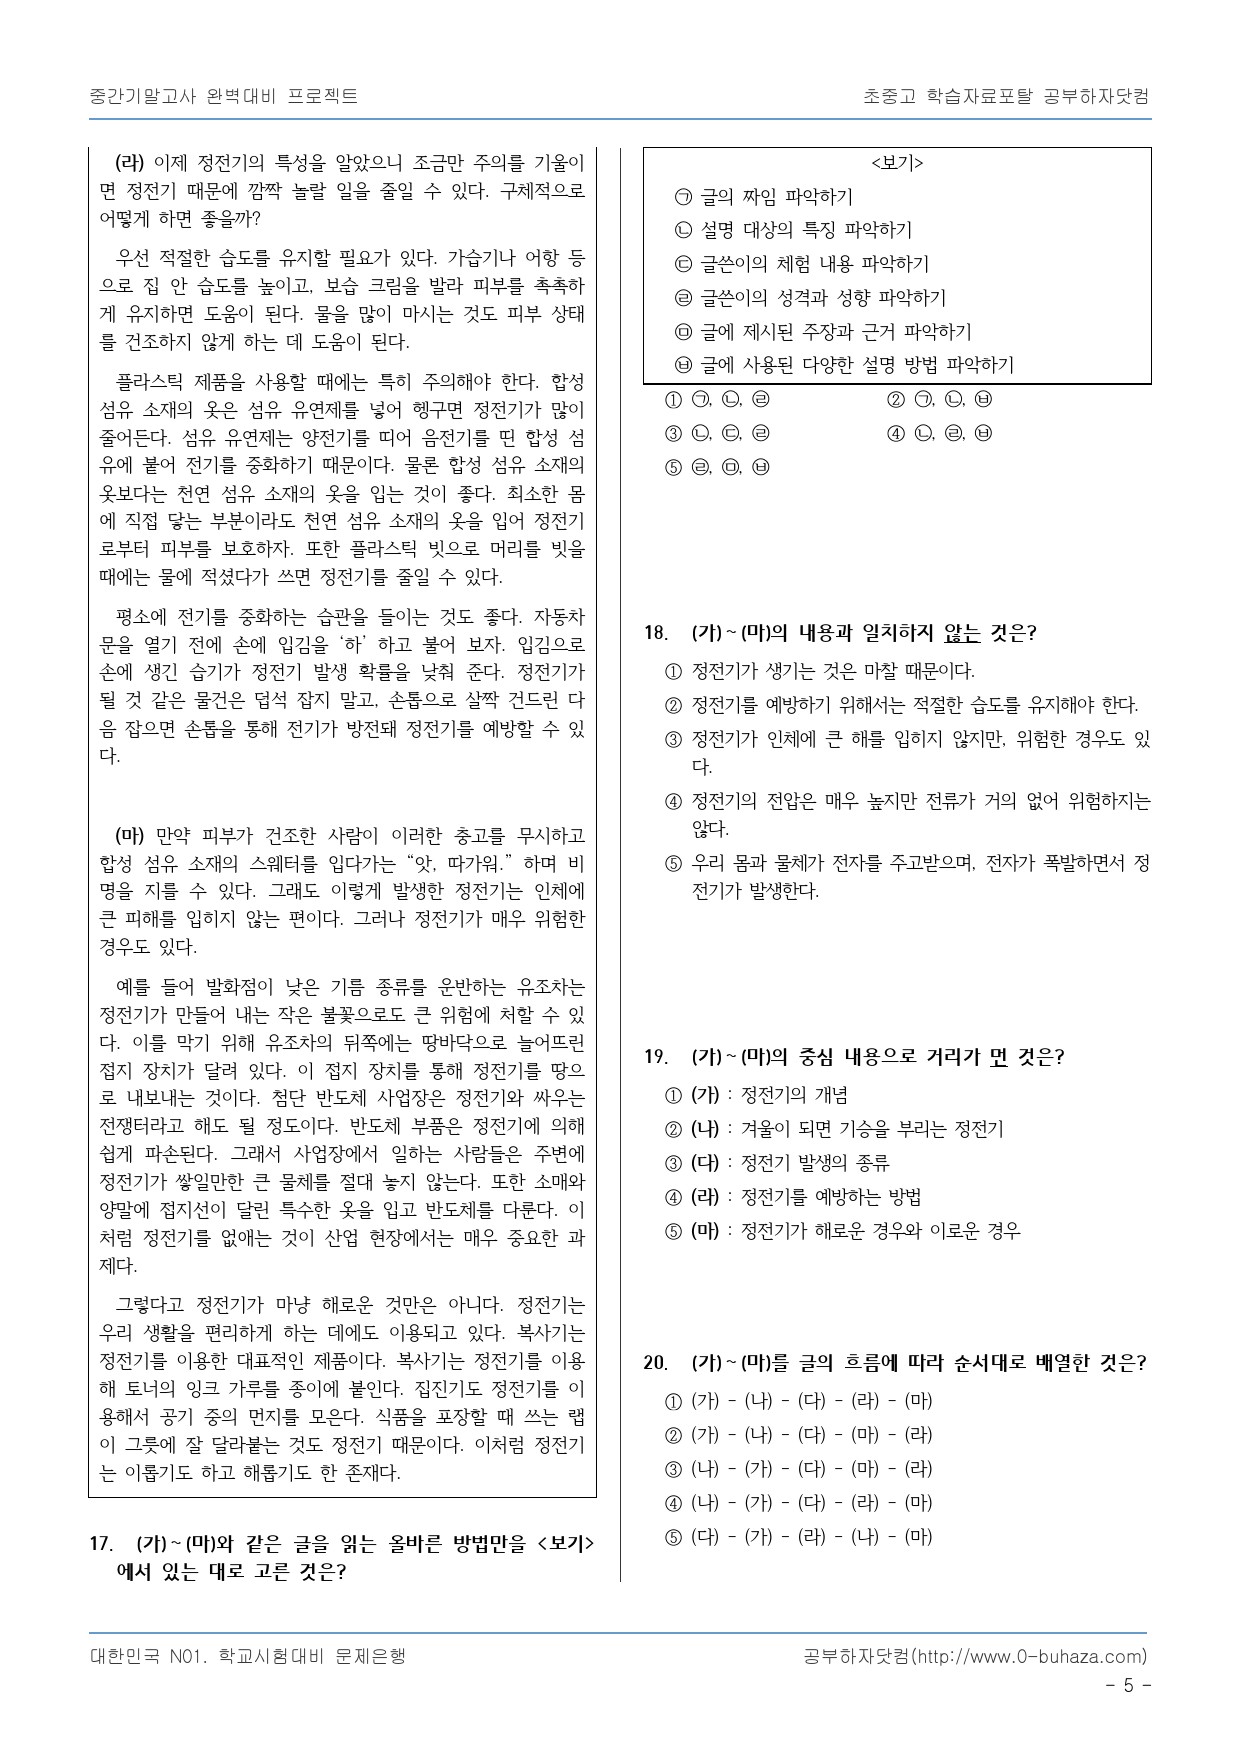 중간기말고사 완벽대비 프로젝트
초중고 학습자료포탈 공부하자닷컴
(라) 이제 정전기의 특성을 알았으니 조금만 주의를 기울이
면 정전기 때문에 깜짝 놀랄 일을 줄일 수 있다. 구체적으로
어떻게 하면 좋을까?
우선 적절한 습도를 유지할 필요가 있다. 가습기나 어항 등
으로 집 안 습도를 높이고, 보습 크림을 발라 피부를 촉촉하
게 유지하면 도움이 된다. 물을 많이 마시는 것도 피부 상태
를 건조하지 않게 하는 데 도움이 된다.
플라스틱 제품을 사용할 때에는 특히 주의해야 한다. 합성
섬유 소재의 옷은 섬유 유연제를 넣어 헹구면 정전기가 많이
줄어든다. 섬유 유연제는 양전기를 띠어 음전기를 띤 합성 섬
유에 붙어 전기를 중화하기 때문이다. 물론 합성 섬유 소재의
옷보다는 천연 섬유 소재의 옷을 입는 것이 좋다. 최소한 몸
에 직접 닿는 부분이라도 천연 섬유 소재의 옷을 입어 정전기
로부터 피부를 보호하자. 또한 플라스틱 빗으로 머리를 빗을
때에는 물에 적셨다가 쓰면 정전기를 줄일 수 있다.
평소에 전기를 중화하는 습관을 들이는 것도 좋다. 자동차
문을 열기 전에 손에 입김을 ‘하’ 하고 불어 보자. 입김으로
손에 생긴 습기가 정전기 발생 확률을 낮춰 준다. 정전기가
될 것 같은 물건은 덥석 잡지 말고, 손톱으로 살짝 건드린 다
음 잡으면 손톱을 통해 전기가 방전돼 정전기를 예방할 수 있
다.
(마) 만약 피부가 건조한 사람이 이러한 충고를 무시하고
합성 섬유 소재의 스웨터를 입다가는 “앗, 따가워.” 하며 비
명을 지를 수 있다. 그래도 이렇게 발생한 정전기는 인체에
큰 피해를 입히지 않는 편이다. 그러나 정전기가 매우 위험한
경우도 있다.
예를 들어 발화점이 낮은 기름 종류를 운반하는 유조차는
정전기가 만들어 내는 작은 불꽃으로도 큰 위험에 처할 수 있
다. 이를 막기 위해 유조차의 뒤쪽에는 땅바닥으로 늘어뜨린
접지 장치가 달려 있다. 이 접지 장치를 통해 정전기를 땅으
로 내보내는 것이다. 첨단 반도체 사업장은 정전기와 싸우는
전쟁터라고 해도 될 정도이다. 반도체 부품은 정전기에 의해
쉽게 파손된다. 그래서 사업장에서 일하는 사람들은 주변에
정전기가 쌓일만한 큰 물체를 절대 놓지 않는다. 또한 소매와
양말에 접지선이 달린 특수한 옷을 입고 반도체를 다룬다. 이
처럼 정전기를 없애는 것이 산업 현장에서는 매우 중요한 과
제다.
그렇다고 정전기가 마냥 해로운 것만은 아니다. 정전기는
우리 생활을 편리하게 하는 데에도 이용되고 있다. 복사기는
정전기를 이용한 대표적인 제품이다. 복사기는 정전기를 이용
해 토너의 잉크 가루를 종이에 붙인다. 집진기도 정전기를 이
용해서 공기 중의 먼지를 모은다. 식품을 포장할 때 쓰는 랩
이 그릇에 잘 달라붙는 것도 정전기 때문이다. 이처럼 정전기
는 이롭기도 하고 해롭기도 한 존재다.
17. (가)~(마)와 같은 글을 읽는 올바른 방법만을 <보기>
에서 있는 대로 고른 것은?
<보기>
㉠ 글의 짜임 파악하기
㉡ 설명 대상의 특징 파악하기
㉢ 글쓴이의 체험 내용 파악하기
㉣ 글쓴이의 성격과 성향 파악하기
㉤ 글에 제시된 주장과 근거 파악하기
㉥ 글에 사용된 다양한 설명 방법 파악하기
① ㉠, ㉡, ㉣ ② ㉠, ㉡, ㉥
③ ㉡, ㉢, ㉣ ④ ㉡, ㉣, ㉥
⑤ ㉣, ㉤, ㉥
18. (가)~(마)의 내용과 일치하지 않는 것은?
① 정전기가 생기는 것은 마찰 때문이다.
② 정전기를 예방하기 위해서는 적절한 습도를 유지해야 한다.
③ 정전기가 인체에 큰 해를 입히지 않지만, 위험한 경우도 있
다.
④ 정전기의 전압은 매우 높지만 전류가 거의 없어 위험하지는
않다.
⑤ 우리 몸과 물체가 전자를 주고받으며, 전자가 폭발하면서 정
전기가 발생한다.
19. (가)~(마)의 중심 내용으로 거리가 먼 것은?
① (가) : 정전기의 개념
② (나) : 겨울이 되면 기승을 부리는 정전기
③ (다) : 정전기 발생의 종류
④ (라) : 정전기를 예방하는 방법
⑤ (마) : 정전기가 해로운 경우와 이로운 경우
20. (가)~(마)를 글의 흐름에 따라 순서대로 배열한 것은?
① (가) - (나) - (다) - (라) - (마)
② (가) - (나) - (다) - (마) - (라)
③ (나) - (가) - (다) - (마) - (라)
④ (나) - (가) - (다) - (라) - (마)
⑤ (다) - (가) - (라) - (나) - (마)
대한민국 N01. 학교시험대비 문제은행
공부하자닷컴(http://www.0-buhaza.com)
- 5 -